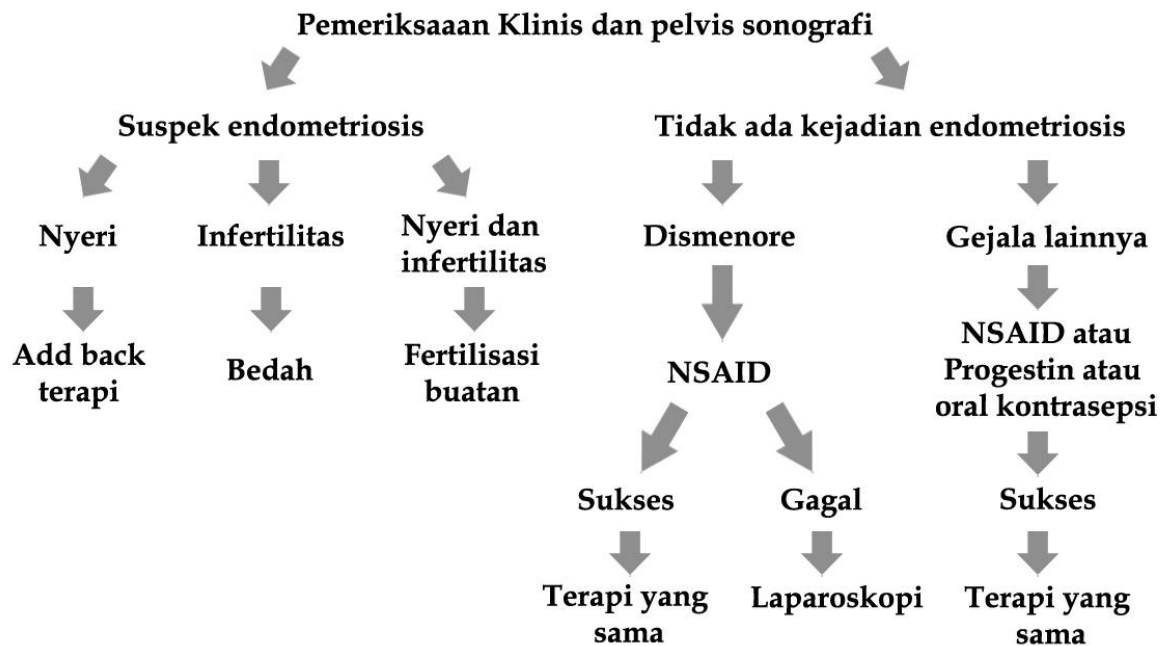 Pemeriksaaan Klinis dan pelvis sonografi
Suspek endometriosis
Tidak ada kejadian endometriosis
Nyeri
Infertilitas
Nyeri dan
infertilitas
Dismenore
Gejala lainnya
Add back
terapi
Bedah
Fertilisasi
buatan
NSAID
NSAID atau
Progestin atau
oral kontrasepsi
Sukses
Gagal
Sukses
Terapi yang
sama
Laparoskopi
Terapi yang
sama